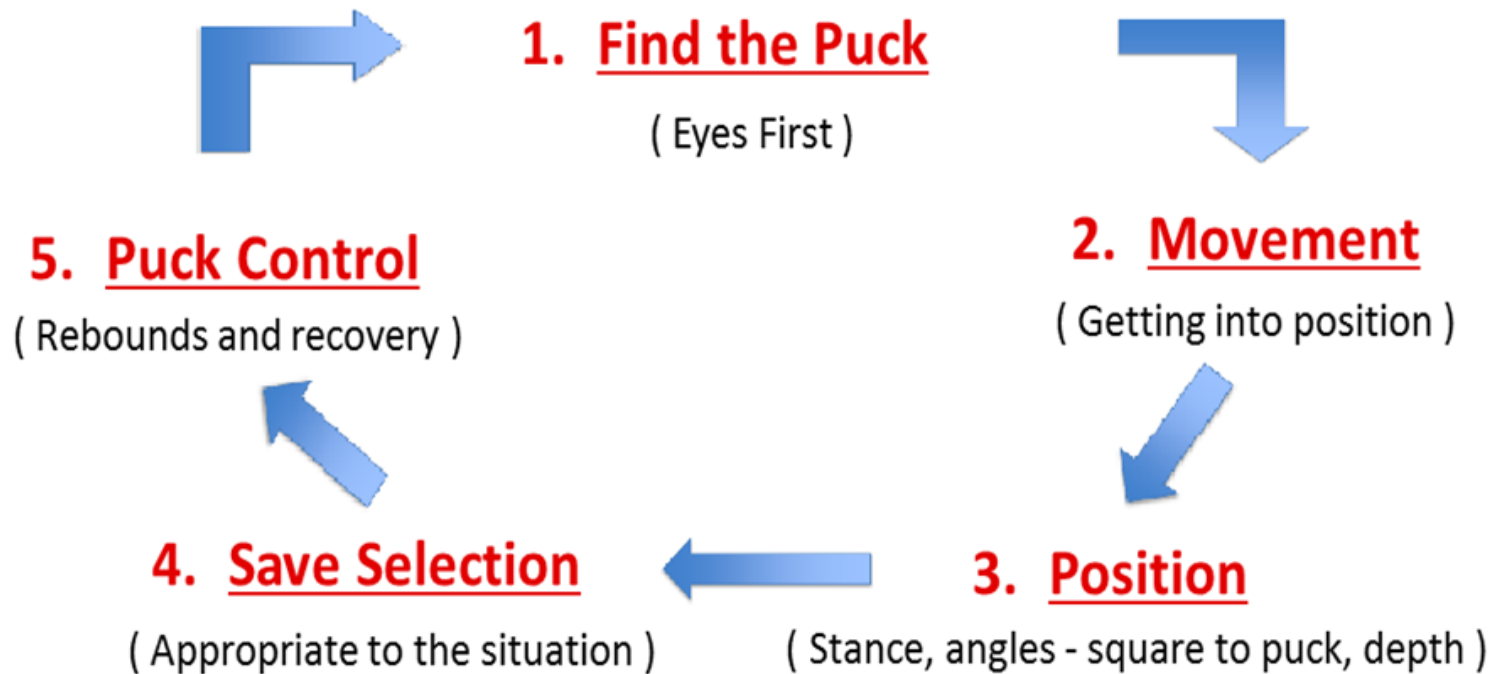 1. Find the Puck
( Eyes First )
2. Movement
( Getting into position )
3. Position
( Stance, angles - square to puck, depth )
4. Save Selection
( Appropriate to the situation )
5. Puck Control
( Rebounds and recovery )